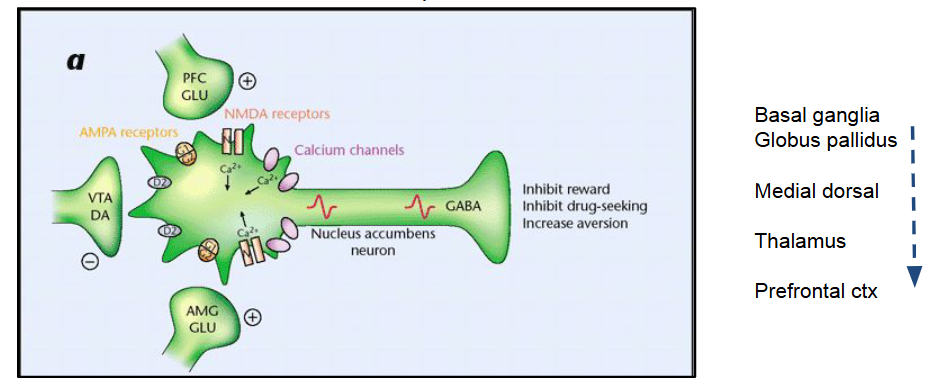 a
PFC
GLU
+
NMDA receptors
AMPA receptors
Calcium channels
Ca2+
Ca2+
D2
VTA
DA
GABA
Inhibit reward
Inhibit drug-seeking
Increase aversion
D2
Ca2+
Nucleus accumbens
neuron
−
AMG
GLU
+
Basal ganglia
Globus pallidus
Medial dorsal
Thalamus
Prefrontal ctx